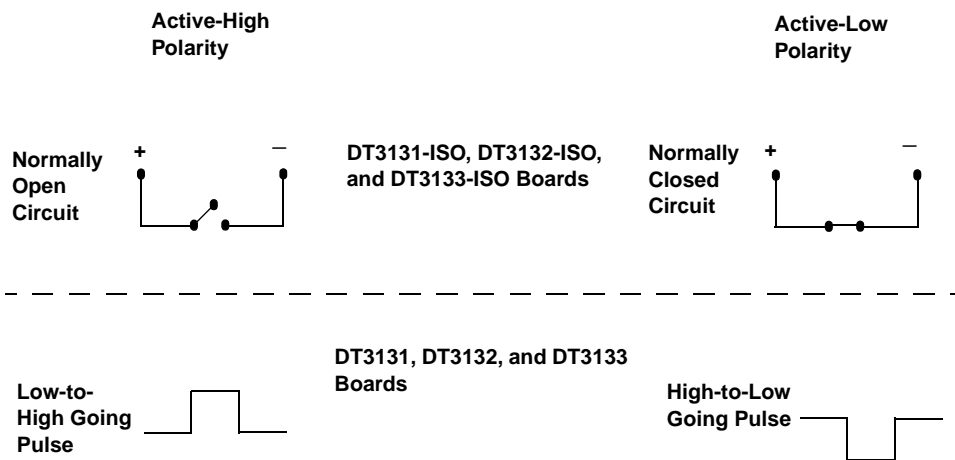 Active-High
Polarity
Active-Low
Polarity
Normally
Open
Circuit
+
–
DT3131-ISO, DT3132-ISO,
and DT3133-ISO Boards
Normally
Closed
Circuit
+
–
DT3131, DT3132, and DT3133
Boards
Low-to-
High Going
Pulse
High-to-Low
Going Pulse